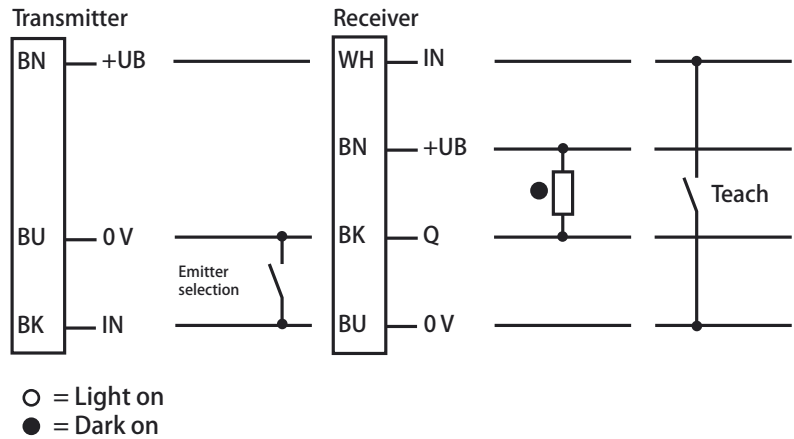 Transmitter
BN +UB
BU 0 V
BK IN
Emitter
selection
Receiver
WH IN
BN +UB
BK Q
BU 0 V
Teach
= Light on
= Dark on